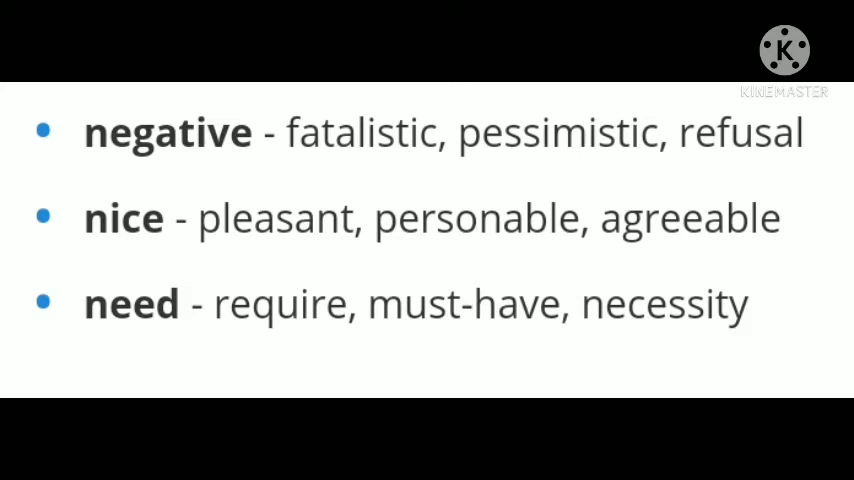 K
KINEMASTER
• negative - fatalistic, pessimistic, refusal
• nice - pleasant, personable, agreeable
• need - require, must-have, necessity